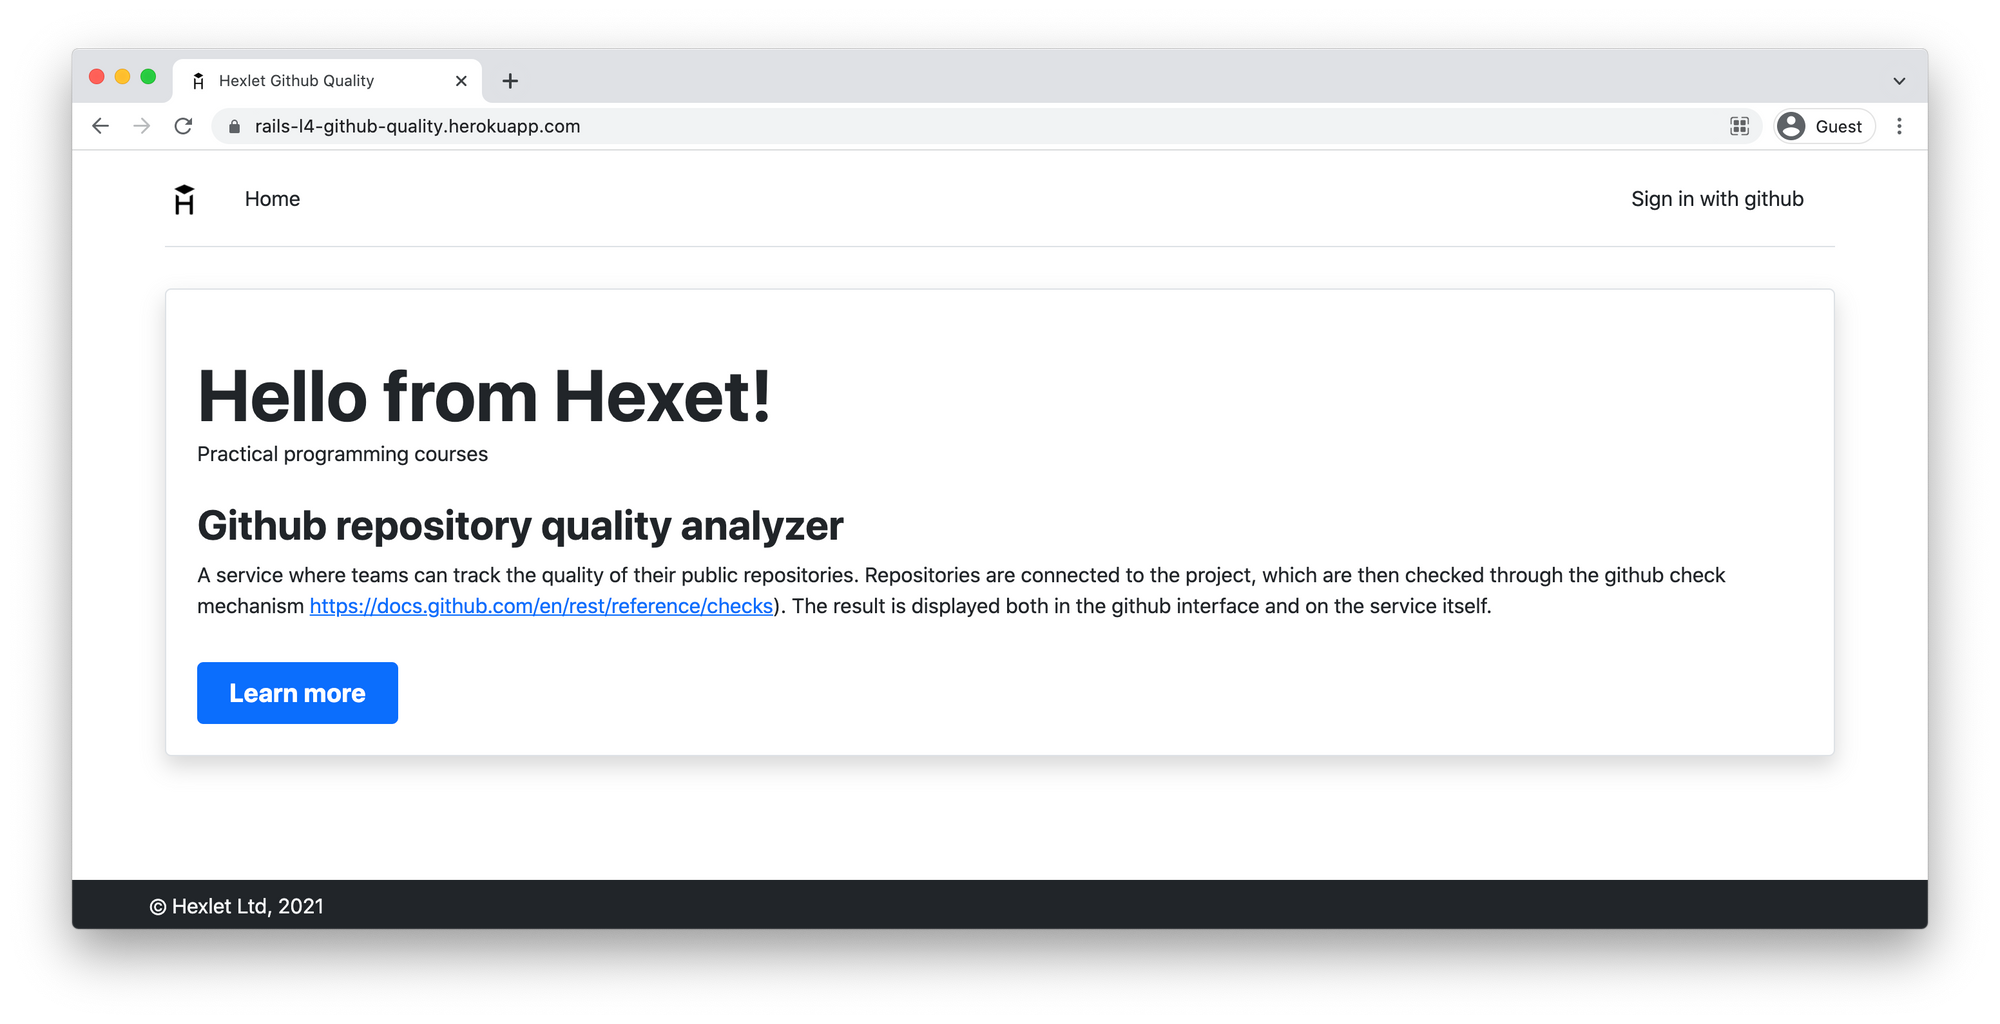 Hexlet Github Quality
rails-l4-github-quality.herokuapp.com
Guest
Home
Sign in with github
Hello from Hexet!
Practical programming courses
Github repository quality analyzer
A service where teams can track the quality of their public repositories. Repositories are connected to the project, which are then checked through the github check
mechanism https://docs.github.com/en/rest/reference/checks). The result is displayed both in the github interface and on the service itself.
Learn more
© Hexlet Ltd, 2021